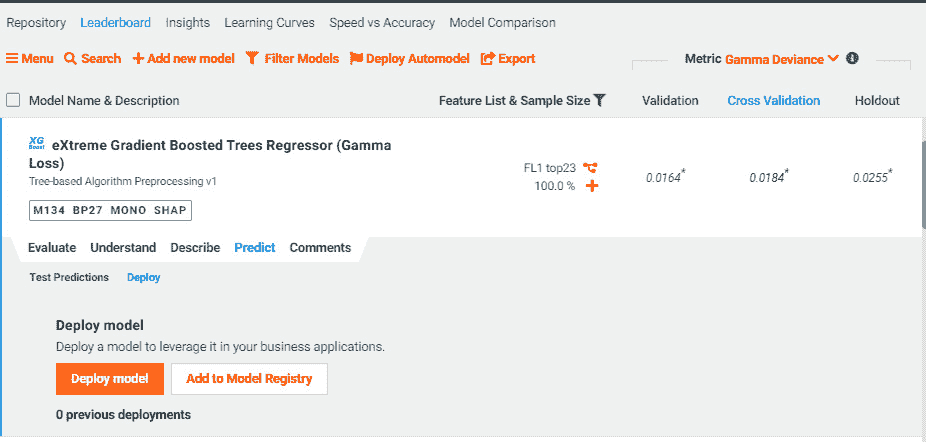 Repository Leaderboard Insights Learning Curves Speed vs Accuracy Model Comparison
Menu Search Add new model Filter Models Deploy Automodel Export Metric Gamma Deviance
Model Name & Description Feature List & Sample Size Validation Cross Validation Holdout
XG Boost eXtreme Gradient Boosted Trees Regressor (Gamma
Loss)
Tree-based Algorithm Preprocessing v1
FL1 top23
100.0 % 0.0164* 0.0184* 0.0255*
M134 BP27 MONO SHAP
Evaluate Understand Describe Predict Comments
Test Predictions Deploy
Deploy model
Deploy a model to leverage it in your business applications.
Deploy model Add to Model Registry
0 previous deployments